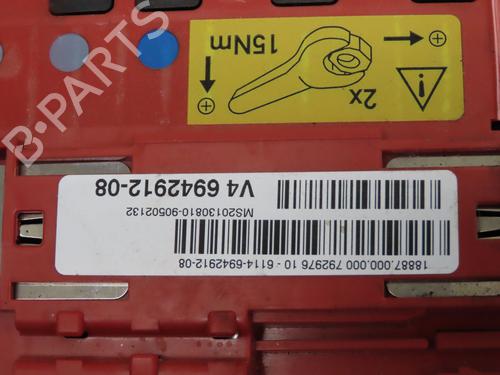 18887.000.000 792976 10 - 6114-6942912-08
MS20130810-90502132
V4 6942912-08
2x
15Nm
B-PARTS